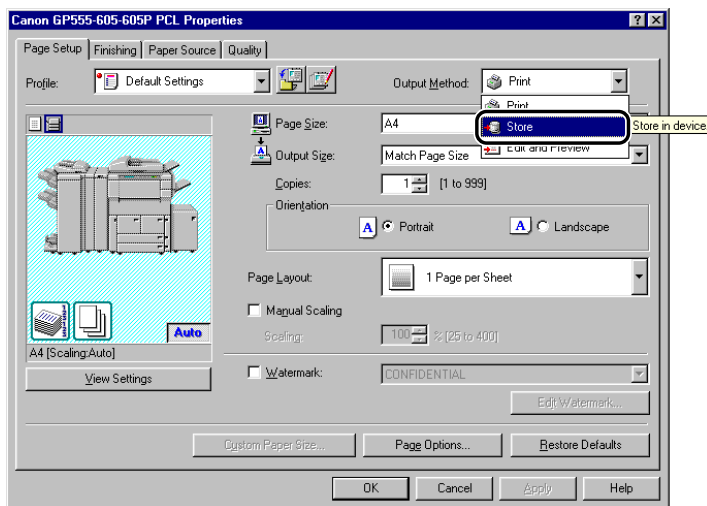 Canon GP555-605-605P PCL Properties
Page Setup Finishing Paper Source Quality
Profile: Default Settings Output Method: Print
Print
Page Size: A4 Store Store in device
Output Size: Match Page Size Edit and Preview
Copies: 1 [1 to 999]
Orientation
A Portrait A Landscape
Page Layout: 1 Page per Sheet
Manual Scaling
Auto Scaling: 100 % [25 to 400]
A4 [Scaling:Auto]
View Settings Watermark: CONFIDENTIAL
Edit Watermark...
Custom Paper Size... Page Options... Restore Defaults
OK Cancel Apply Help